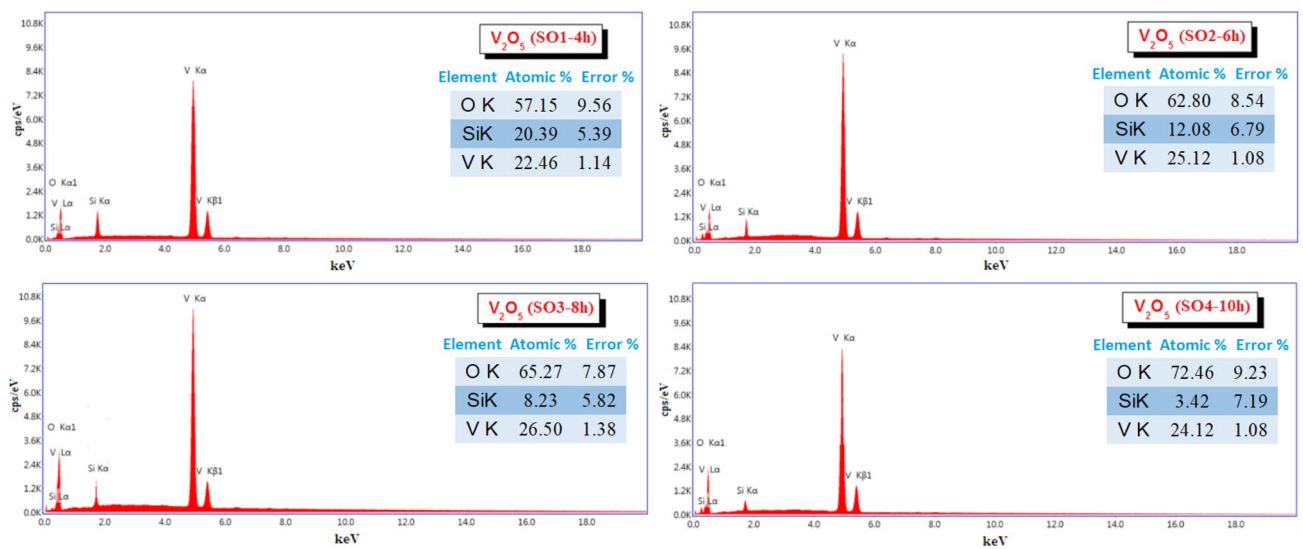 V₂O₅ (SO1-4h)
Element Atomic % Error %
O K 57.15 9.56
SiK 20.39 5.39
V K 22.46 1.14
cps/eV
10.8K
9.6K
8.4K
7.2K
6.0K
4.8K
3.6K
2.4K
1.2K
0.0K
V Kα
O Kα1
V Lα
Si Lα
Si Kα
V Kβ1
0.0 2.0 4.0 6.0 8.0 10.0 12.0 14.0 16.0 18.0
keV
V₂O₅ (SO2-6h)
Element Atomic % Error %
O K 62.80 8.54
SiK 12.08 6.79
V K 25.12 1.08
cps/eV
10.8K
9.6K
8.4K
7.2K
6.0K
4.8K
3.6K
2.4K
1.2K
0.0K
V Kα
O Kα1
V Lα
Si Lα
Si Kα
V Kβ1
0.0 2.0 4.0 6.0 8.0 10.0 12.0 14.0 16.0 18.0
keV
V₂O₅ (SO3-8h)
Element Atomic % Error %
O K 65.27 7.87
SiK 8.23 5.82
V K 26.50 1.38
cps/eV
10.8K
9.6K
8.4K
7.2K
6.0K
4.8K
3.6K
2.4K
1.2K
0.0K
V Kα
O Kα1
V Lα
Si Lα
Si Kα
V Kβ1
0.0 2.0 4.0 6.0 8.0 10.0 12.0 14.0 16.0 18.0
keV
V₂O₅ (SO4-10h)
Element Atomic % Error %
O K 72.46 9.23
SiK 3.42 7.19
V K 24.12 1.08
cps/eV
10.8K
9.6K
8.4K
7.2K
6.0K
4.8K
3.6K
2.4K
1.2K
0.0K
V Kα
O Kα1
V Lα
Si Lα
Si Kα
V Kβ1
0.0 2.0 4.0 6.0 8.0 10.0 12.0 14.0 16.0 18.0
keV